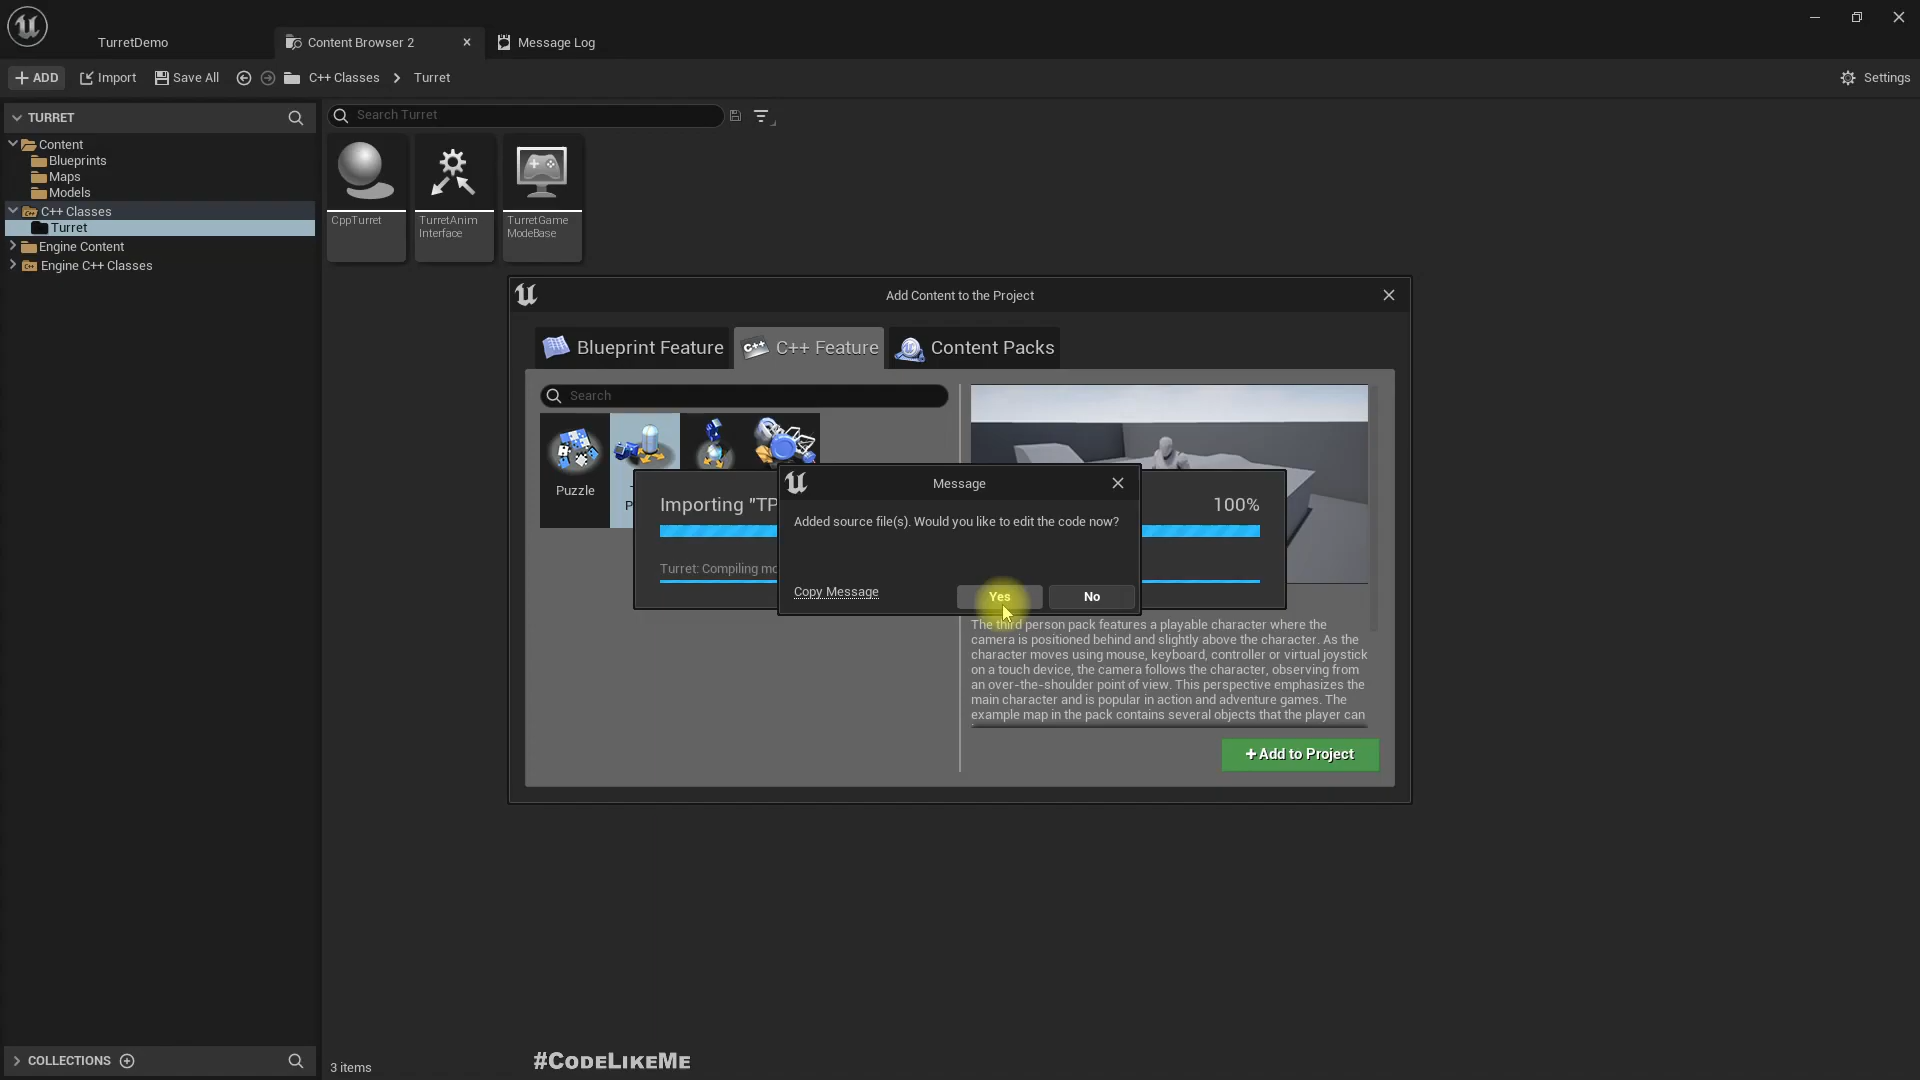 TurretDemo
Content Browser 2
Message Log
ADD
Import
Save All
C++ Classes
Turret
Settings
TURRET
Search Turret
Content
Blueprints
Maps
Models
C++ Classes
Turret
Engine Content
Engine C++ Classes
CppTurret
TurretAnim
Interface
TurretGame
ModeBase
Add Content to the Project
Blueprint Feature
C++ Feature
Content Packs
Search
Puzzle
Importing "TP
100%
Turret: Compiling mo
Message
Added source file(s). Would you like to edit the code now?
Copy Message
Yes
No
The third person pack features a playable character where the
camera is positioned behind and slightly above the character. As the
character moves using mouse, keyboard, controller or virtual joystick
on a touch device, the camera follows the character, observing from
an over-the-shoulder point of view. This perspective emphasizes the
main character and is popular in action and adventure games. The
example map in the pack contains several objects that the player can
+ Add to Project
COLLECTIONS
3 items
#CODELIKEME